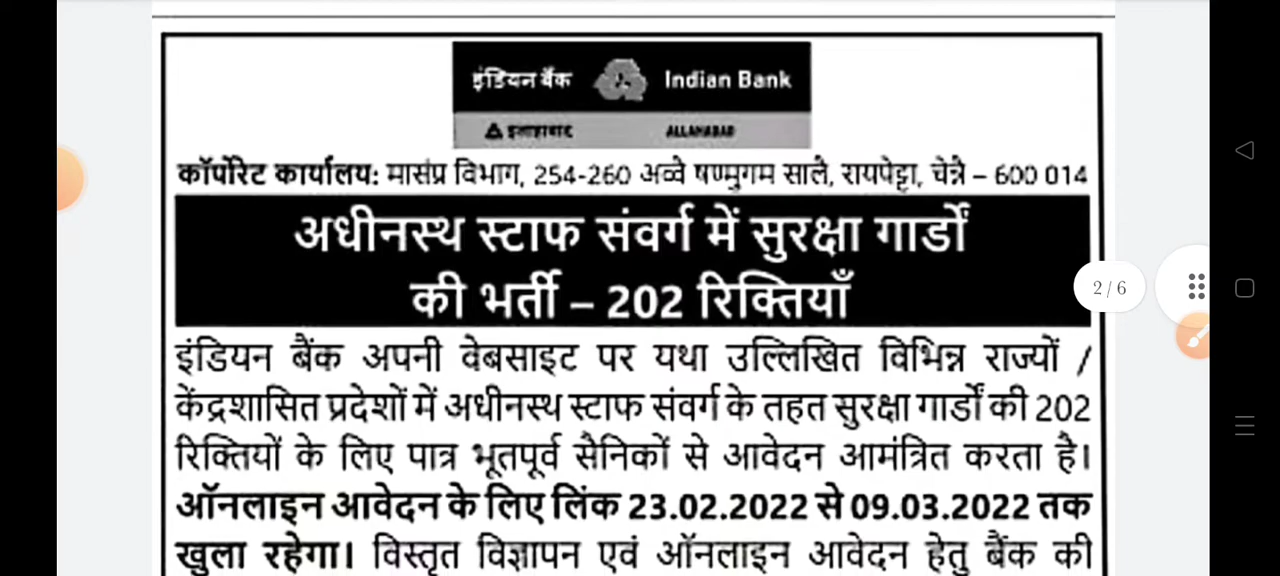 इंडियन बैंक Indian Bank
इलाहाबाद ALLAHABAD
कॉर्पोरेट कार्यालय: मासंप्र विभाग, 254-260 अव्वै षण्मुगम सालै, रायपेट्टा, चेन्नै – 600 014
अधीनस्थ स्टाफ संवर्ग में सुरक्षा गार्डों
की भर्ती – 202 रिक्तियाँ
2 / 6
इंडियन बैंक अपनी वेबसाइट पर यथा उल्लिखित विभिन्न राज्यों /
केंद्रशासित प्रदेशों में अधीनस्थ स्टाफ संवर्ग के तहत सुरक्षा गार्डों की 202
रिक्तियों के लिए पात्र भूतपूर्व सैनिकों से आवेदन आमंत्रित करता है।
ऑनलाइन आवेदन के लिए लिंक 23.02.2022 से 09.03.2022 तक
खुला रहेगा। विस्तृत विज्ञापन एवं ऑनलाइन आवेदन हेतु बैंक की